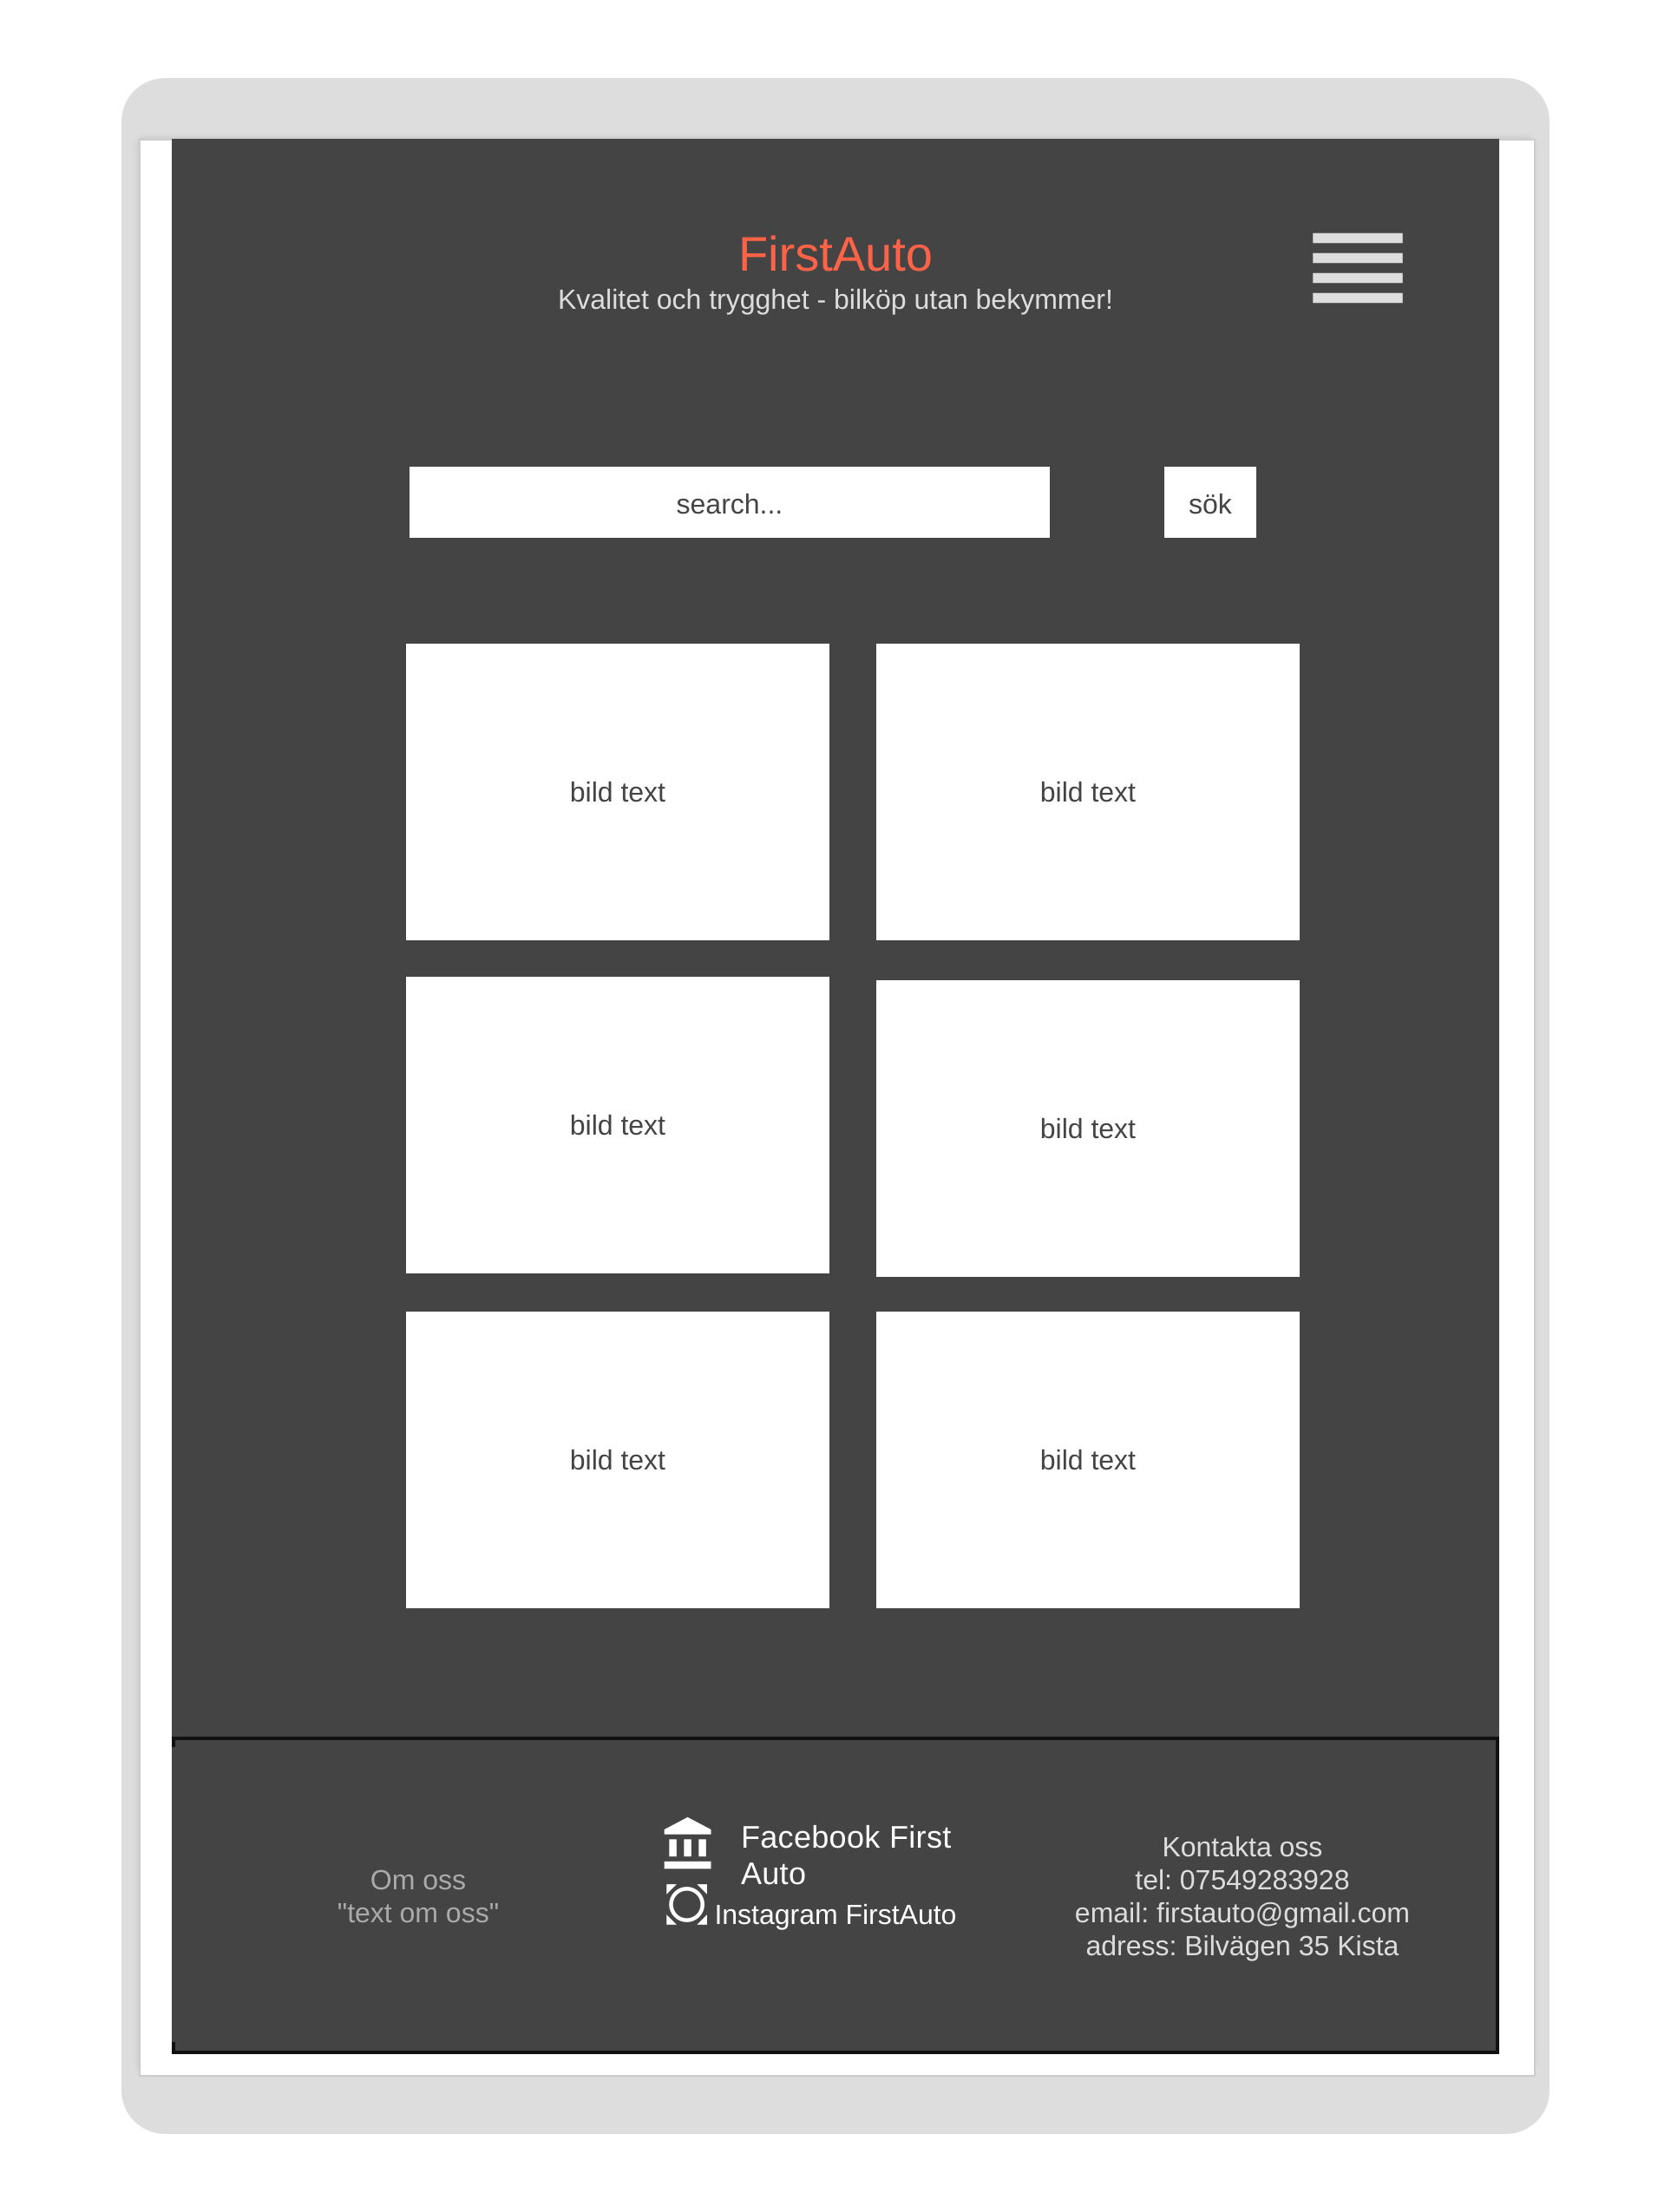 FirstAuto
Kvalitet och trygghet - bilköp utan bekymmer!
search...
sök
bild text
bild text
bild text
bild text
bild text
bild text
Om oss
"text om oss"
Facebook First
Auto
Instagram FirstAuto
Kontakta oss
tel: 07549283928
email: firstauto@gmail.com
adress: Bilvägen 35 Kista